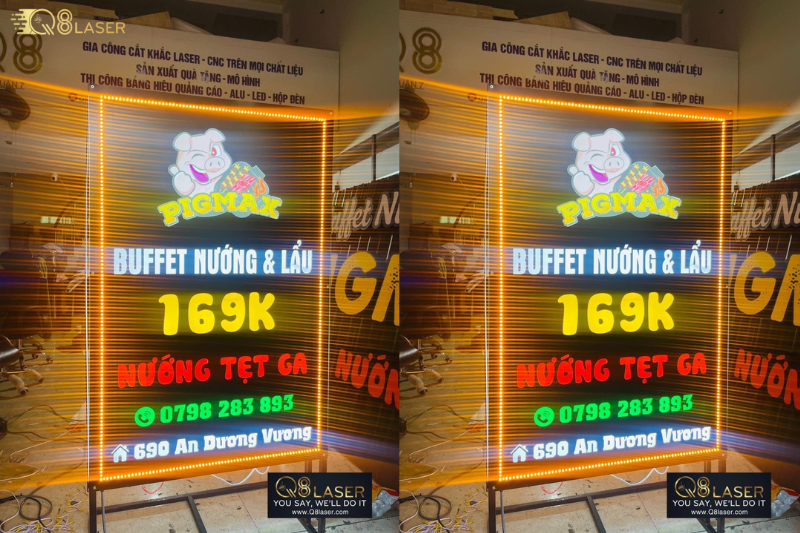 Q8LASER
GIA CÔNG CẮT KHẮC LASER - CNC TRÊN MỌI CHẤT LIỆU
SẢN XUẤT QUÀ TẶNG - MÔ HÌNH
THI CÔNG BẢNG HIỆU QUẢNG CÁO - ALU - LED - HỘP ĐÈN
PIGMAX
BUFFET NƯỚNG & LẨU
169K
NƯỚNG TẸT GA
0798 283 893
690 An Dương Vương
Q8LASER
YOU SAY, WE'LL DO IT
www.Q8laser.com
8
GIA CÔNG CẮT KHẮC LASER - CNC TRÊN MỌI CHẤT LIỆU
SẢN XUẤT QUÀ TẶNG - MÔ HÌNH
THI CÔNG BẢNG HIỆU QUẢNG CÁO - ALU - LED - HỘP ĐÈN
PIGMAX
BUFFET NƯỚNG & LẨU
169K
NƯỚNG TẸT GA
0798 283 893
690 An Dương Vương
Buffet
NƯỚN
Q8LASER
YOU SAY, WE'LL DO IT
www.Q8laser.com